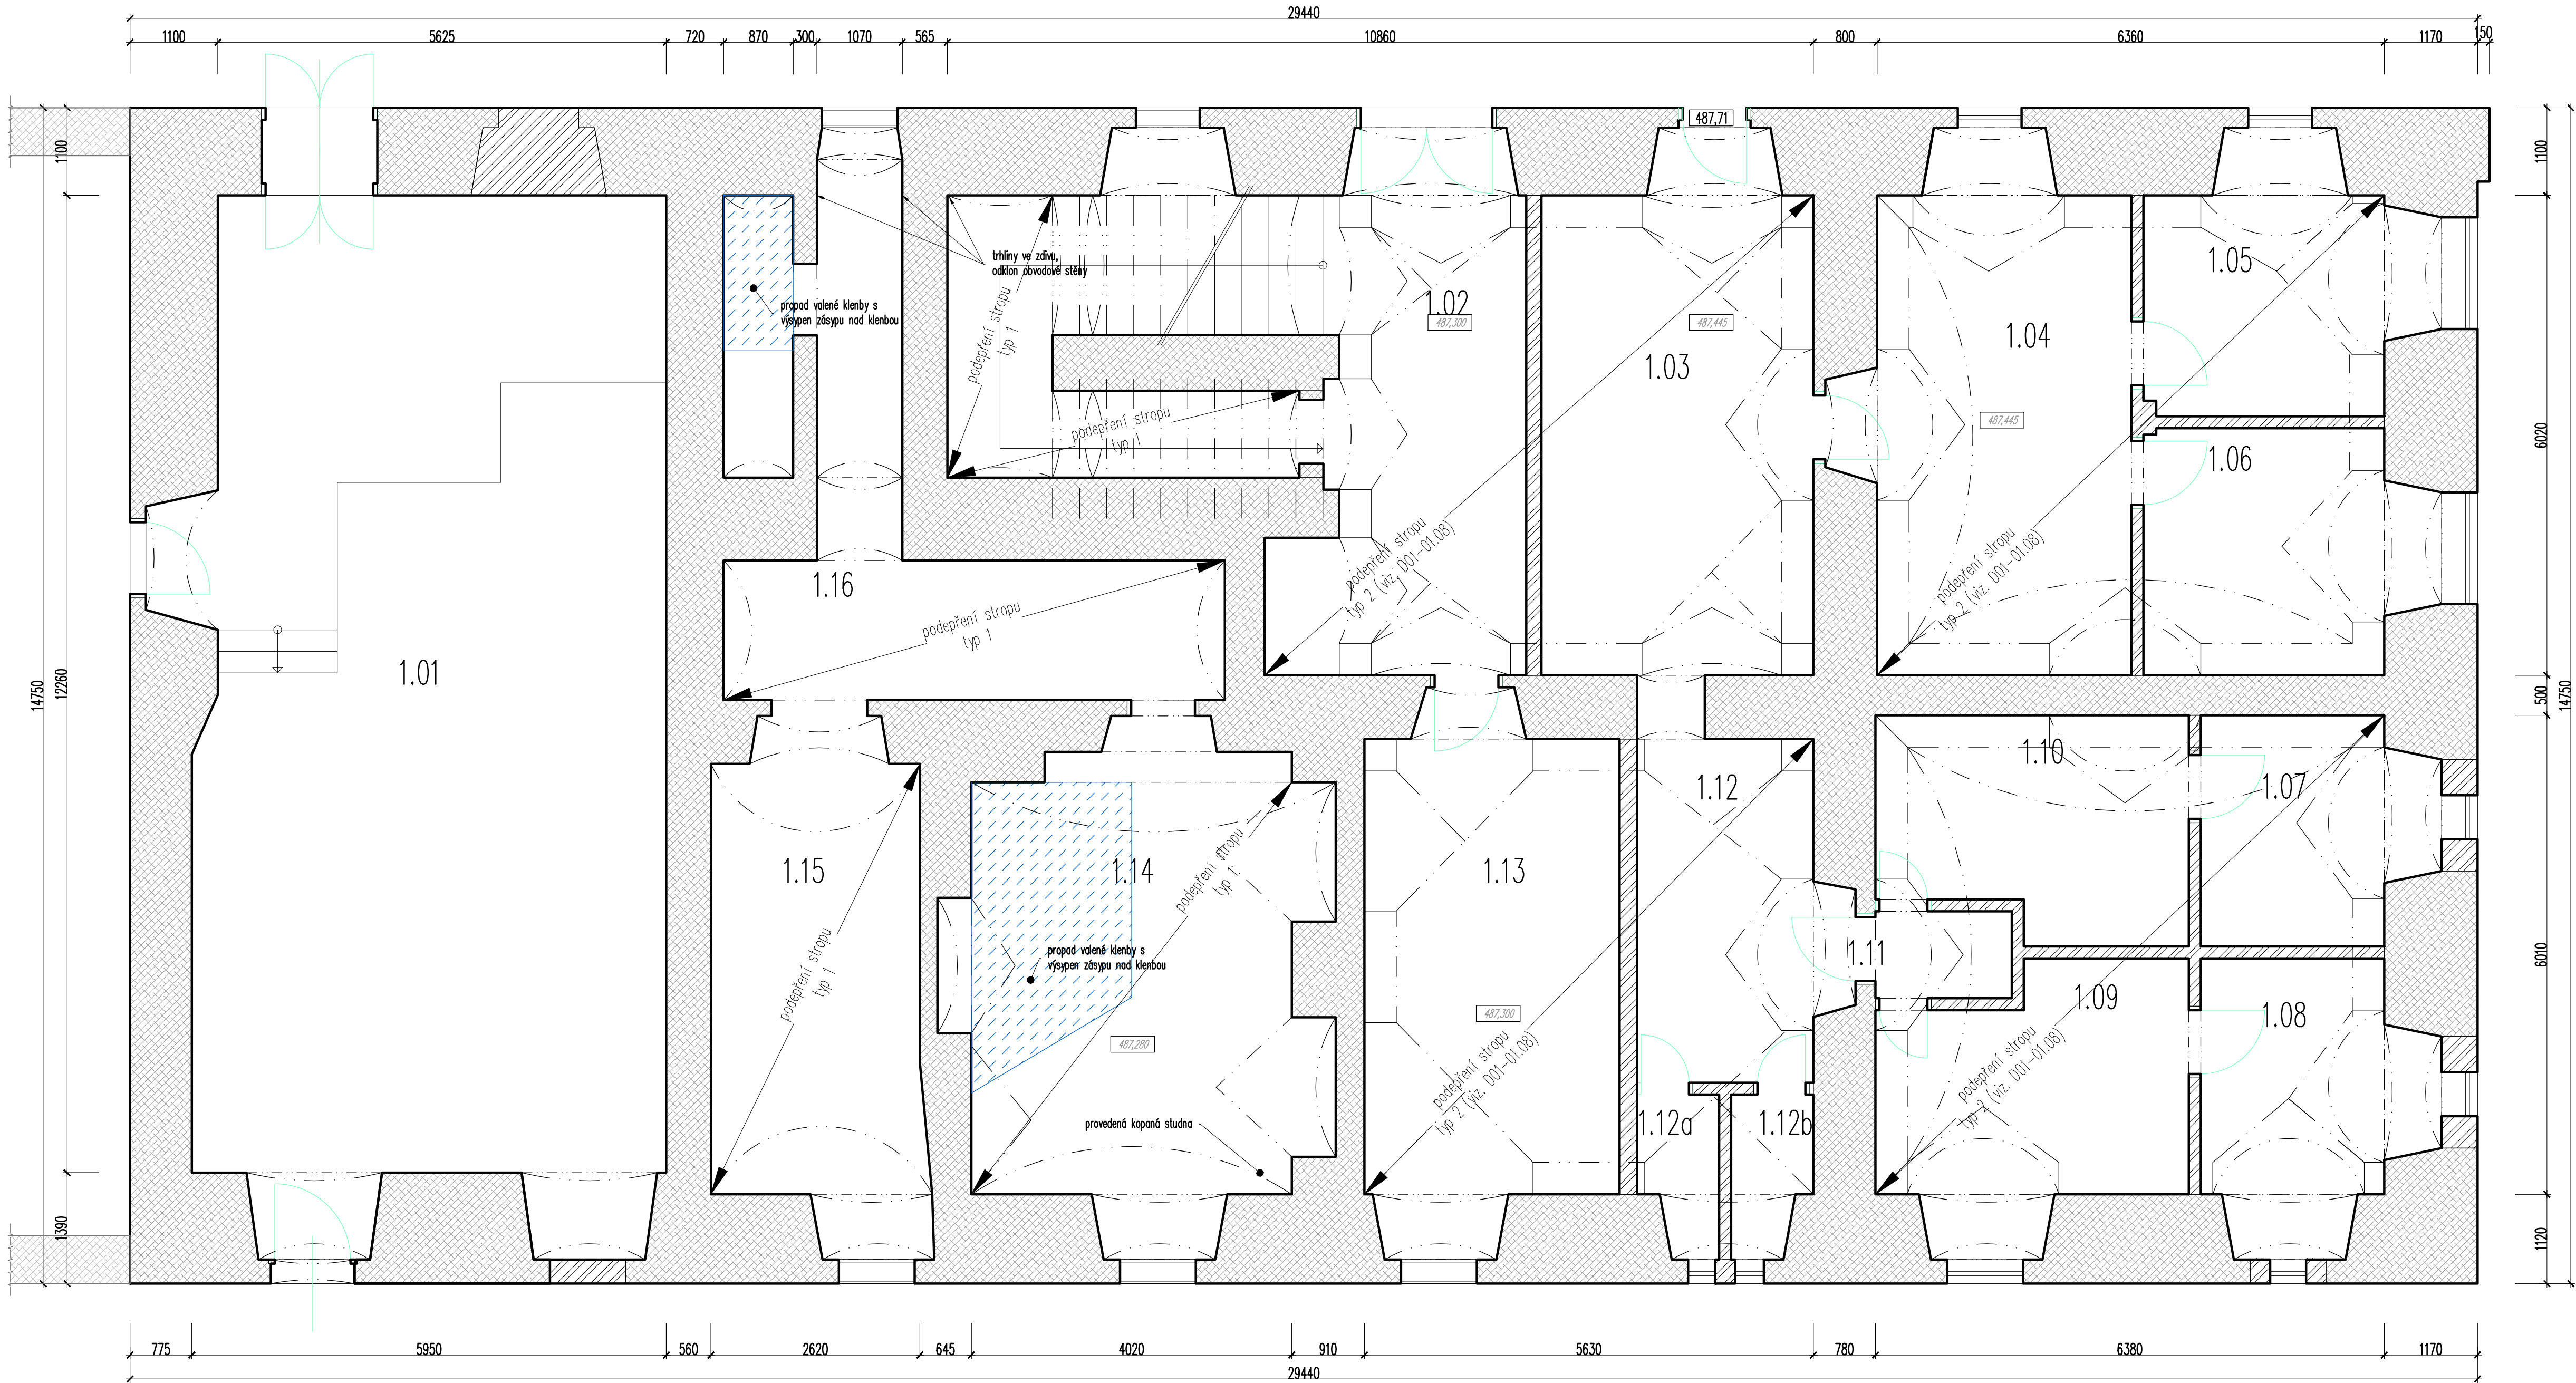 29440
1100 5625 720 870 300 1070 565 10860 800 6360 1170 150
487,71
1100
1100
1.05
trhliny ve zdivu,
odklon obvodové stěny
propad valené klenby s
výsypen zásypu nad klenbou
podepření stropu
typ 1
1.02
487,300
487,445
1.04
1.03
487,445
podepření stropu
typ 1
6020
1.06
podepření stropu
typ 2 (viz. D01-01.08)
podepření stropu
typ 2 (viz. D01-01.08)
1.16
podepření stropu
typ 1
1.01
14750
12260
500
14750
1.10
1.12
1.07
1.15
1.14
podepření stropu
typ 1
1.13
propad valené klenby s
výsypen zásypu nad klenbou
1.11
6010
podepření stropu
typ 1
1.09
487,300
1.08
487,280
podepření stropu
typ 2 (viz. D01-01.08)
podepření stropu
typ 2 (viz. D01-01.08)
provedená kopaná studna
1.12a
1.12b
1390
1120
775 5950 560 2620 645 4020 910 5630 780 6380 1170
29440